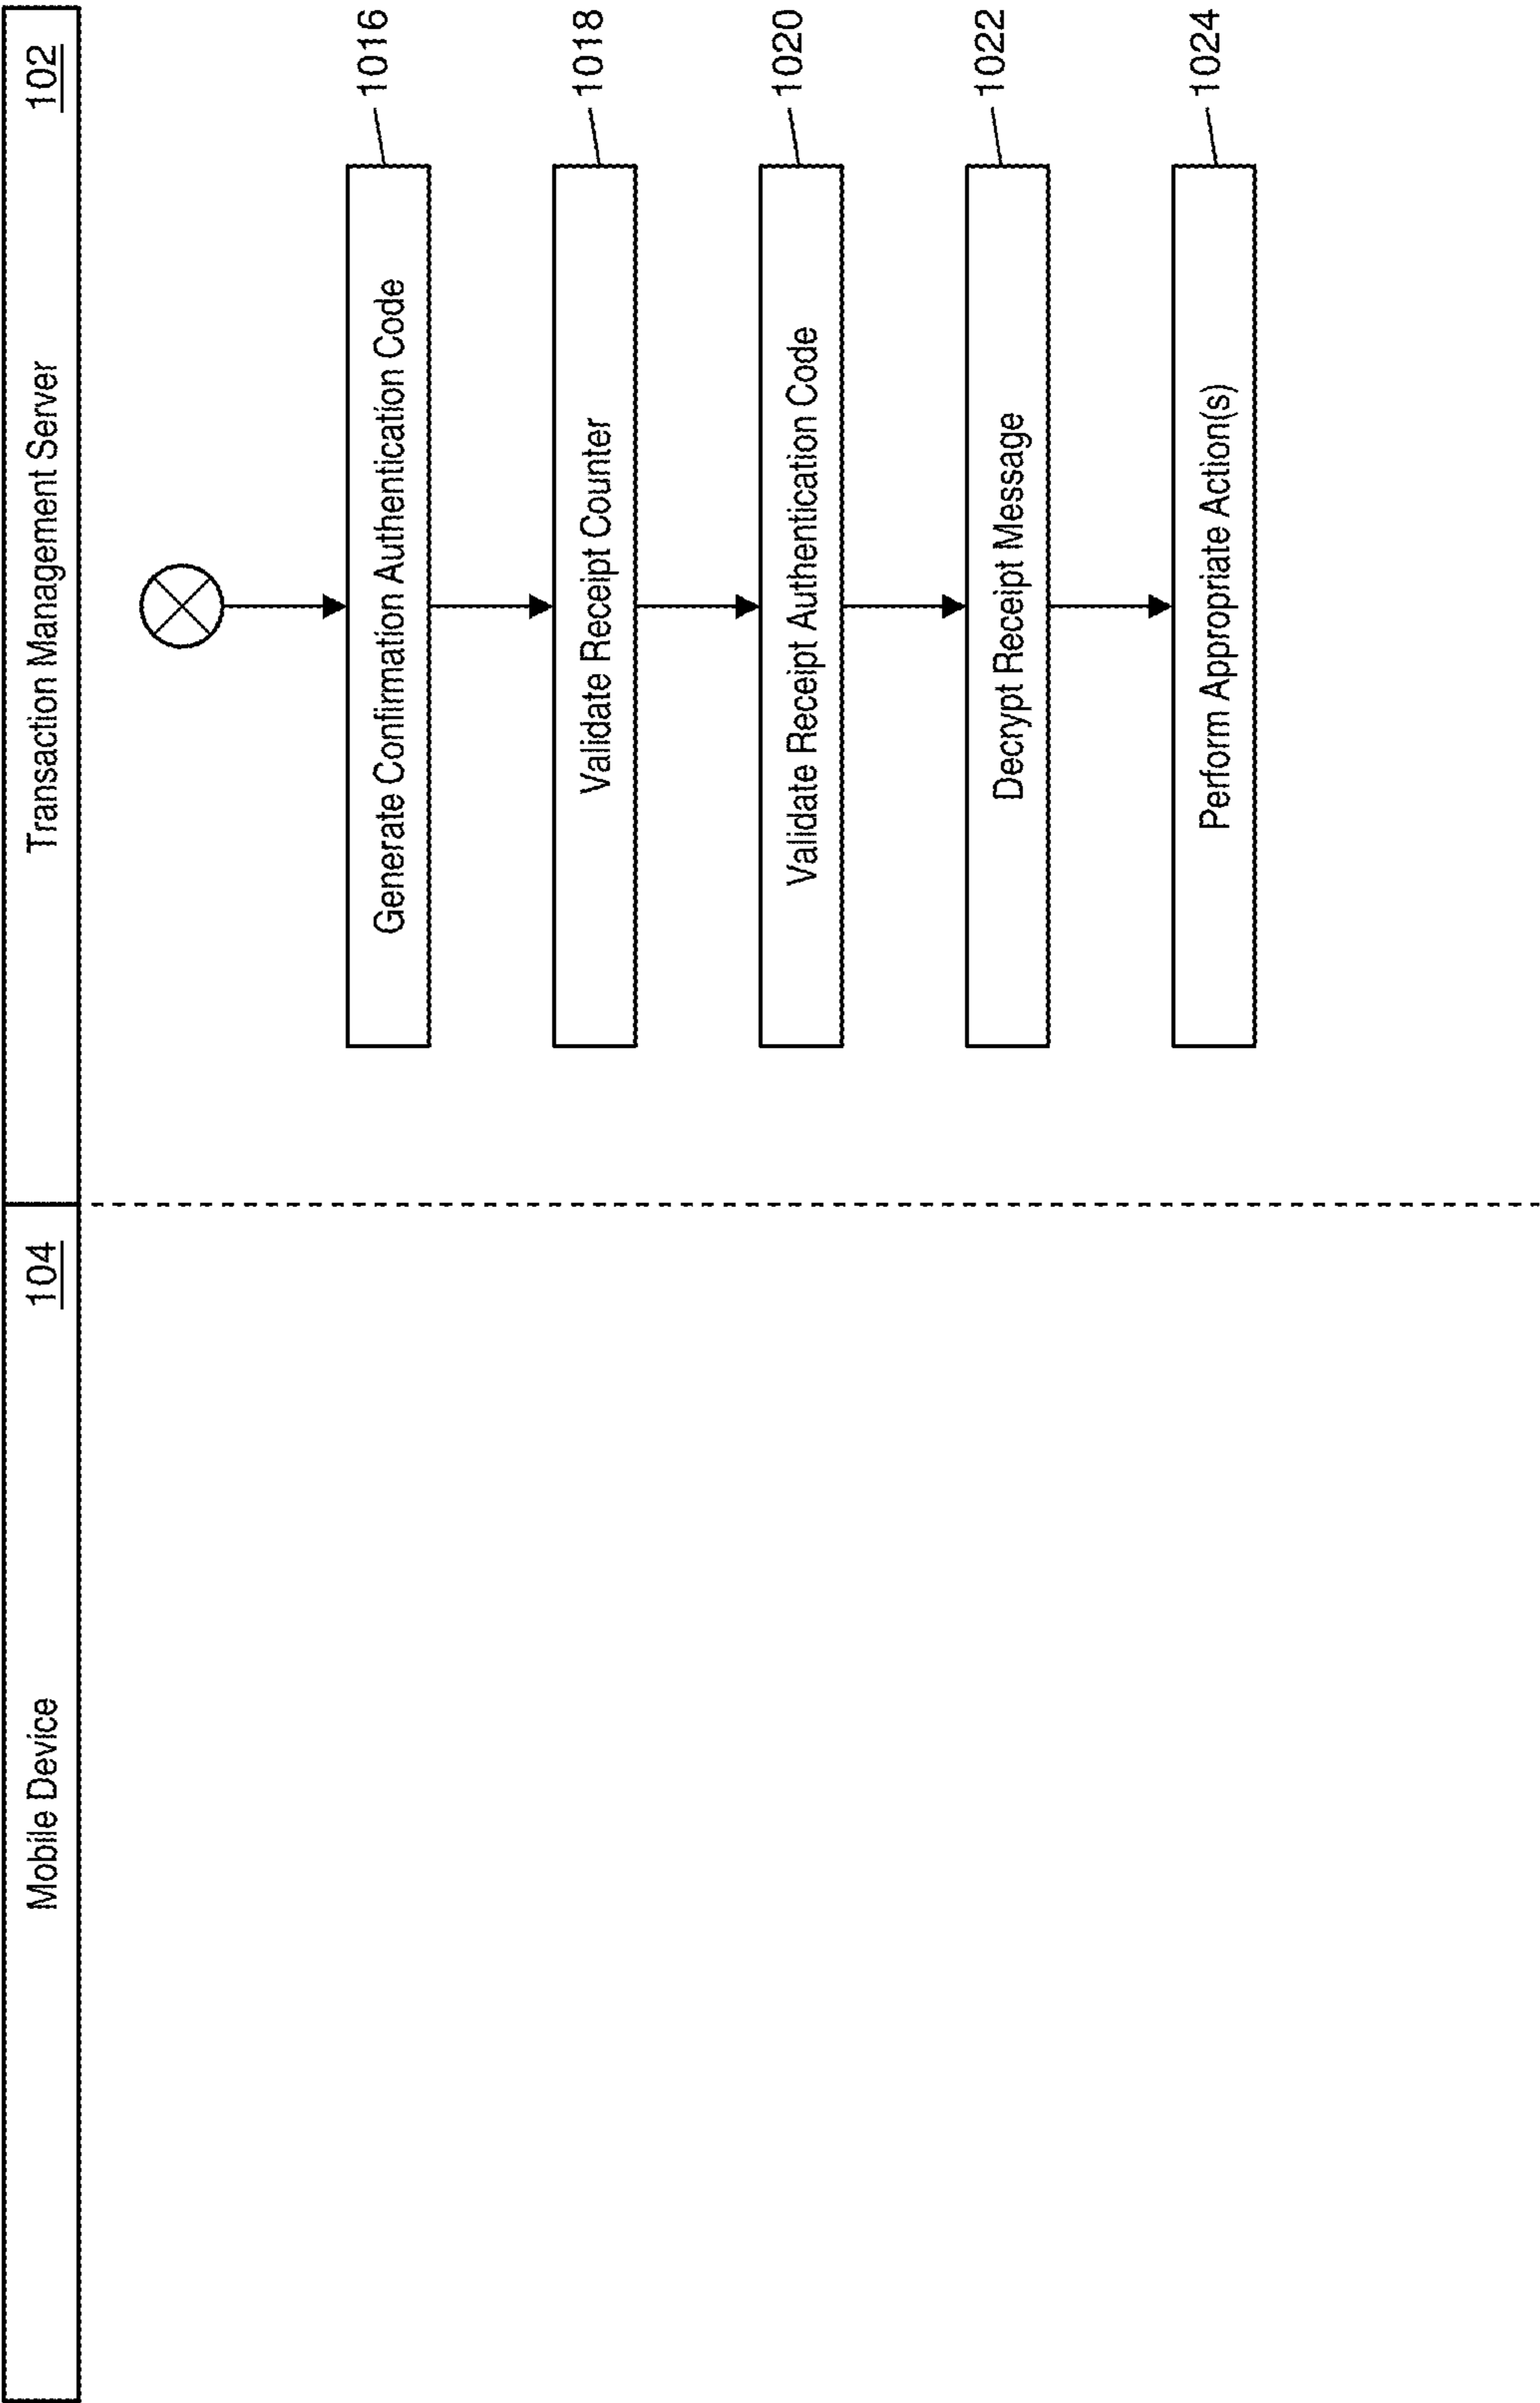 Mobile Device
104
Transaction Management Server
102
Generate Confirmation Authentication Code
1016
Validate Receipt Counter
1018
Validate Receipt Authentication Code
1020
Decrypt Receipt Message
1022
Perform Appropriate Action(s)
1024